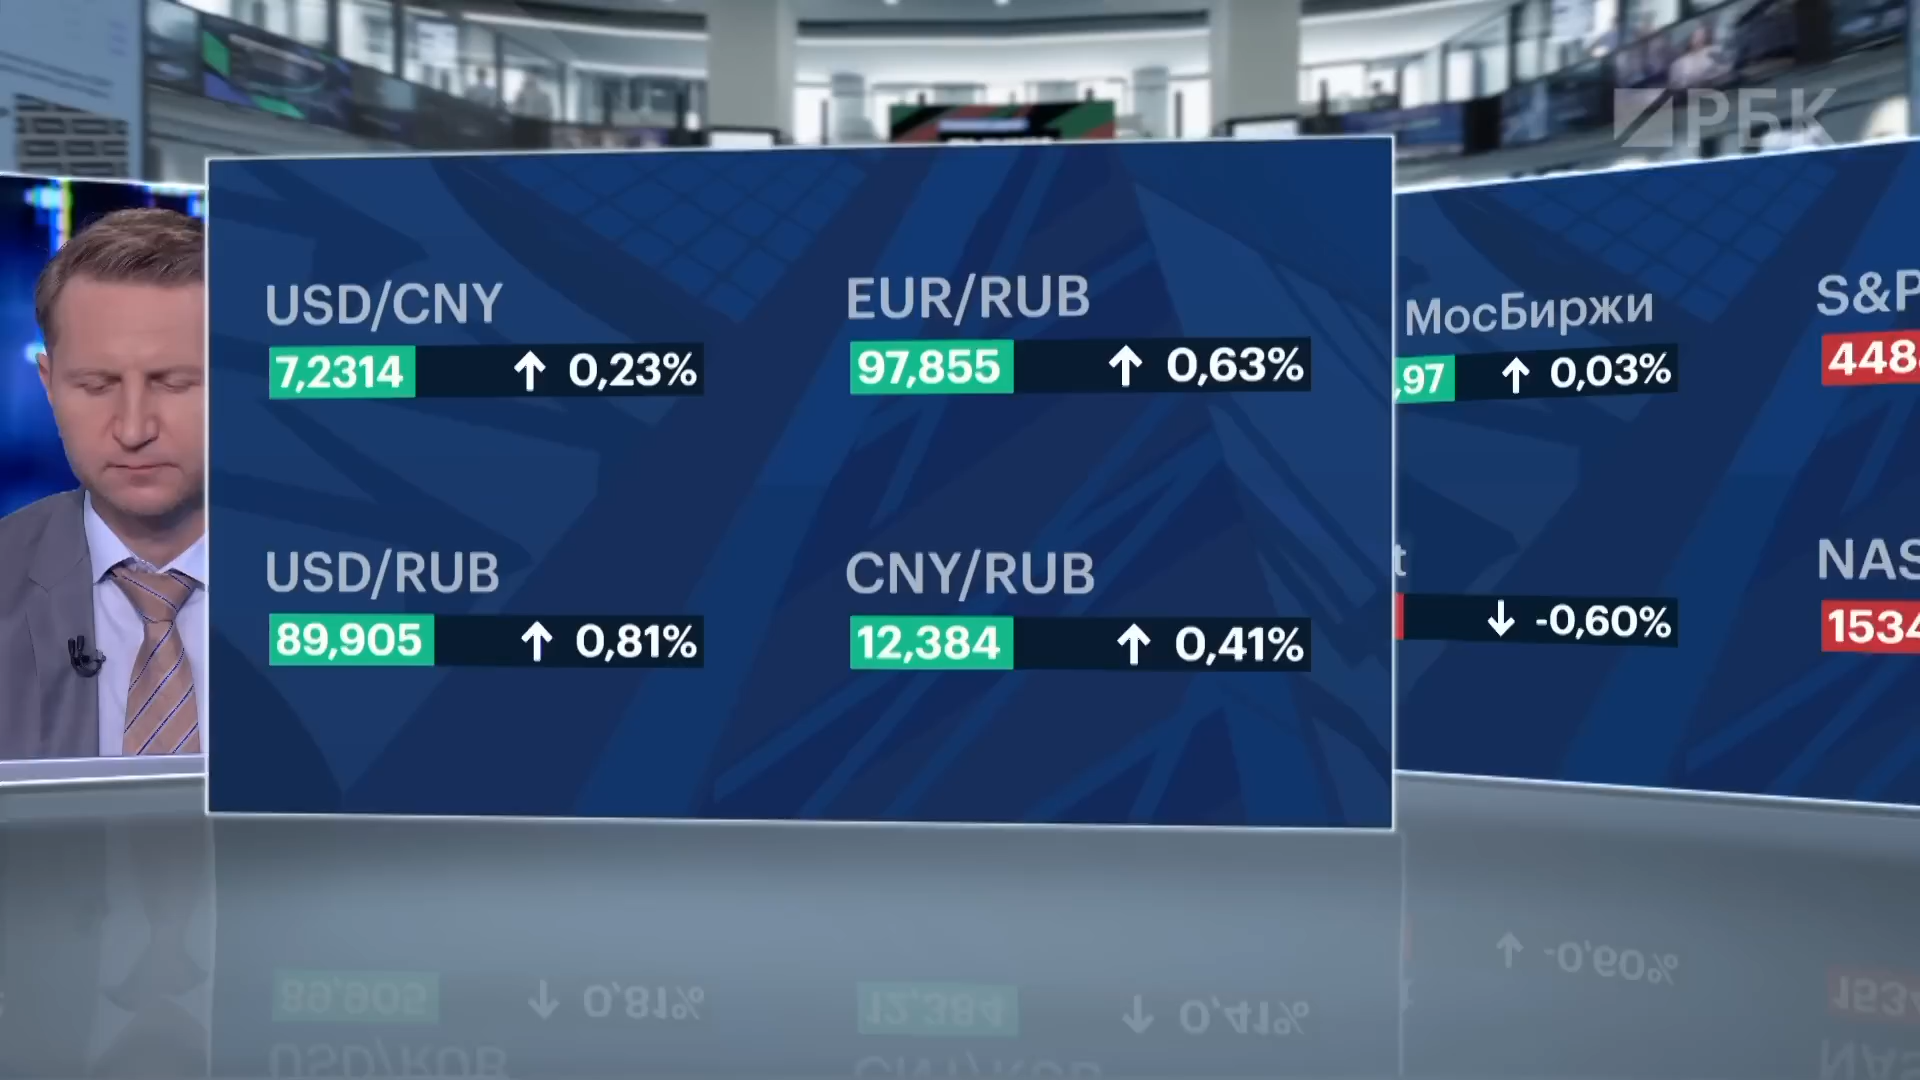 РБК
USD/CNY
7,2314 ↑ 0,23%
EUR/RUB
97,855 ↑ 0,63%
USD/RUB
89,905 ↑ 0,81%
CNY/RUB
12,384 ↑ 0,41%
МосБиржи
,97 ↑ 0,03%
t
↓ -0,60%
S&P
448
NAS
1534